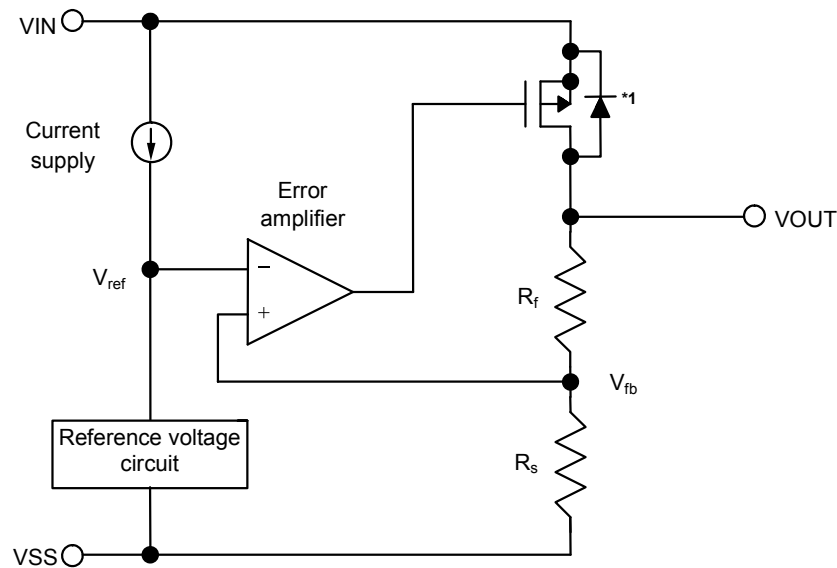 VIN
*1
Current
supply
Error
amplifier
VOUT
Vref
−
+
Rf
Vfb
Reference voltage
circuit
Rs
VSS